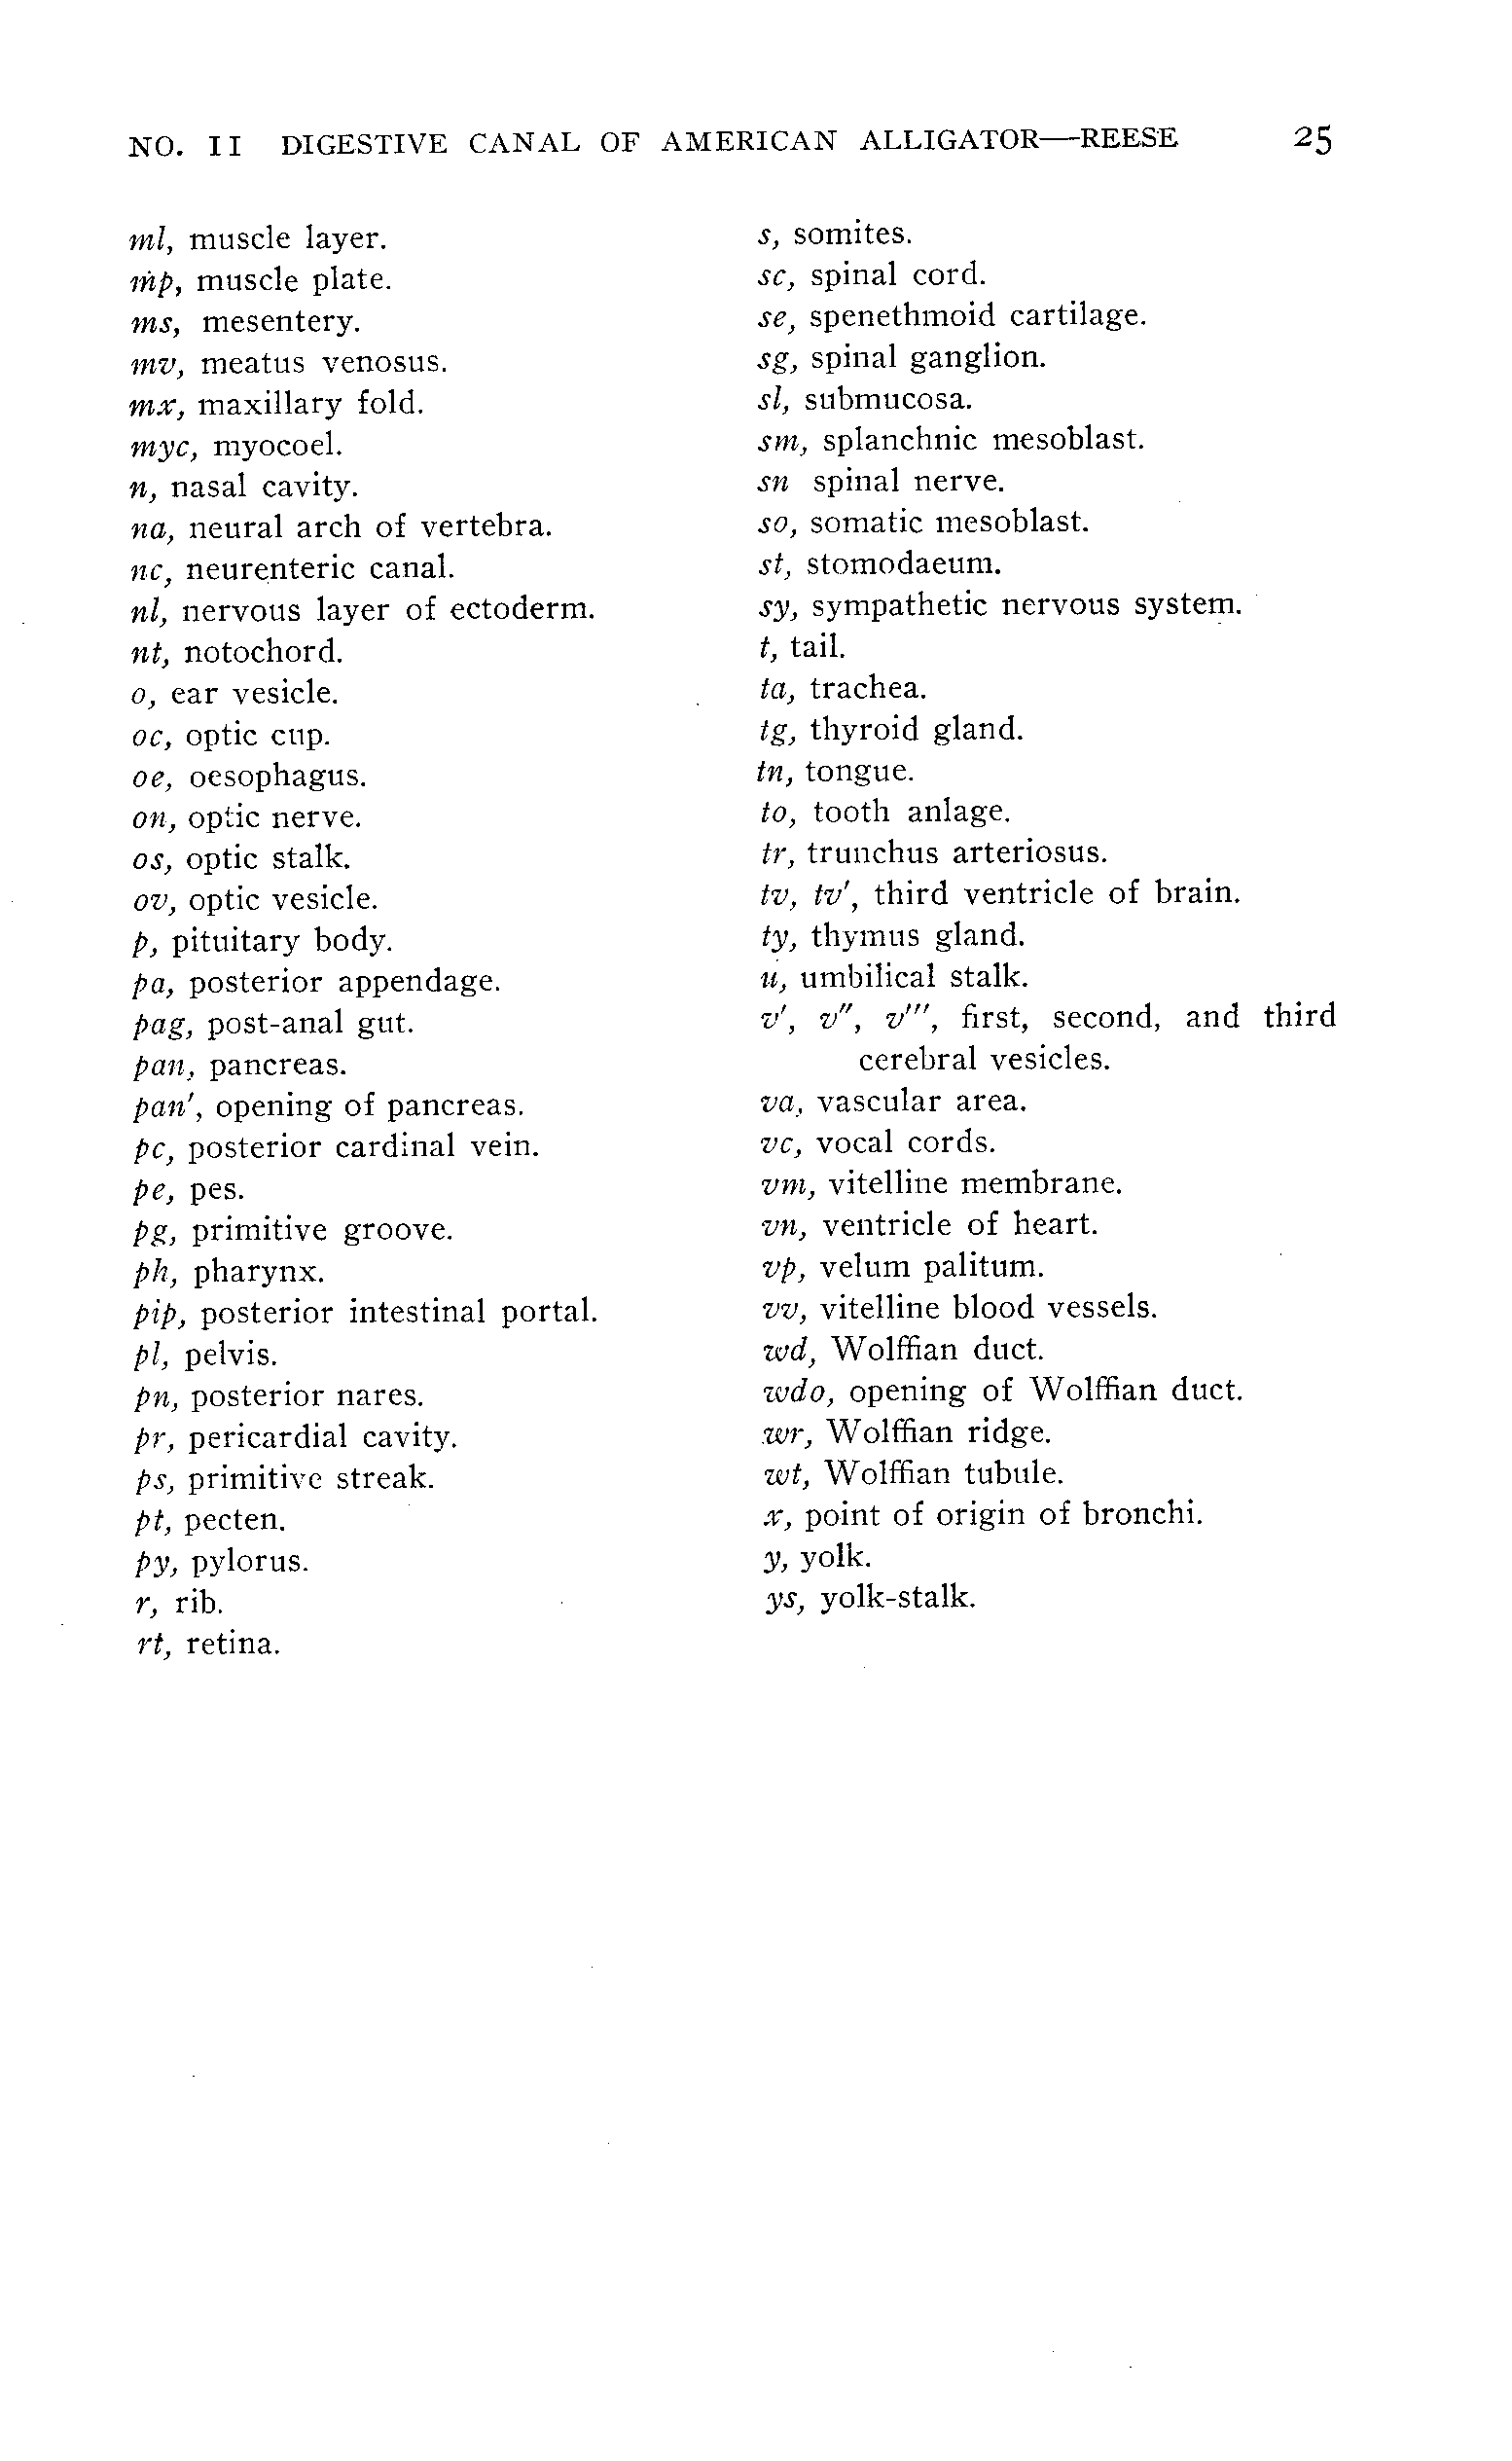 NO. II DIGESTIVE CANAL OF AMERICAN ALLIGATOR—REESE 25
ml, muscle layer.
mp, muscle plate.
ms, mesentery.
mv, meatus venosus.
mx, maxillary fold.
myc, myocoel.
n, nasal cavity.
na, neural arch of vertebra.
nc, neurenteric canal.
nl, nervous layer of ectoderm.
nt, notochord.
o, ear vesicle.
oc, optic cup.
oe, oesophagus.
on, optic nerve.
os, optic stalk.
ov, optic vesicle.
p, pituitary body.
pa, posterior appendage.
pag, post-anal gut.
pan, pancreas.
pan', opening of pancreas.
pc, posterior cardinal vein.
pe, pes.
pg, primitive groove.
ph, pharynx.
pip, posterior intestinal portal.
pl, pelvis.
pn, posterior nares.
pr, pericardial cavity.
ps, primitive streak.
pt, pecten.
py, pylorus.
r, rib.
rt, retina.
s, somites.
sc, spinal cord.
se, spenethmoid cartilage.
sg, spinal ganglion.
sl, submucosa.
sm, splanchnic mesoblast.
sn spinal nerve.
so, somatic mesoblast.
st, stomodaeum.
sy, sympathetic nervous system.
t, tail.
ta, trachea.
tg, thyroid gland.
tn, tongue.
to, tooth anlage.
tr, trunchus arteriosus.
tv, tv', third ventricle of brain.
ty, thymus gland.
u, umbilical stalk.
v', v'', v''', first, second, and third
cerebral vesicles.
va, vascular area.
vc, vocal cords.
vm, vitelline membrane.
vn, ventricle of heart.
vp, velum palitum.
vv, vitelline blood vessels.
wd, Wolffian duct.
wdo, opening of Wolffian duct.
wr, Wolffian ridge.
wt, Wolffian tubule.
x, point of origin of bronchi.
y, yolk.
ys, yolk-stalk.